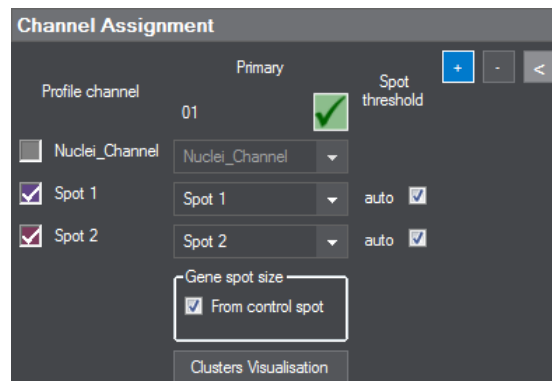 Channel Assignment
Primary
+ - <
Spot
threshold
Profile channel
01
Nuclei_Channel Nuclei_Channel
Spot 1 Spot 1 auto
Spot 2 Spot 2 auto
Gene spot size
From control spot
Clusters Visualisation